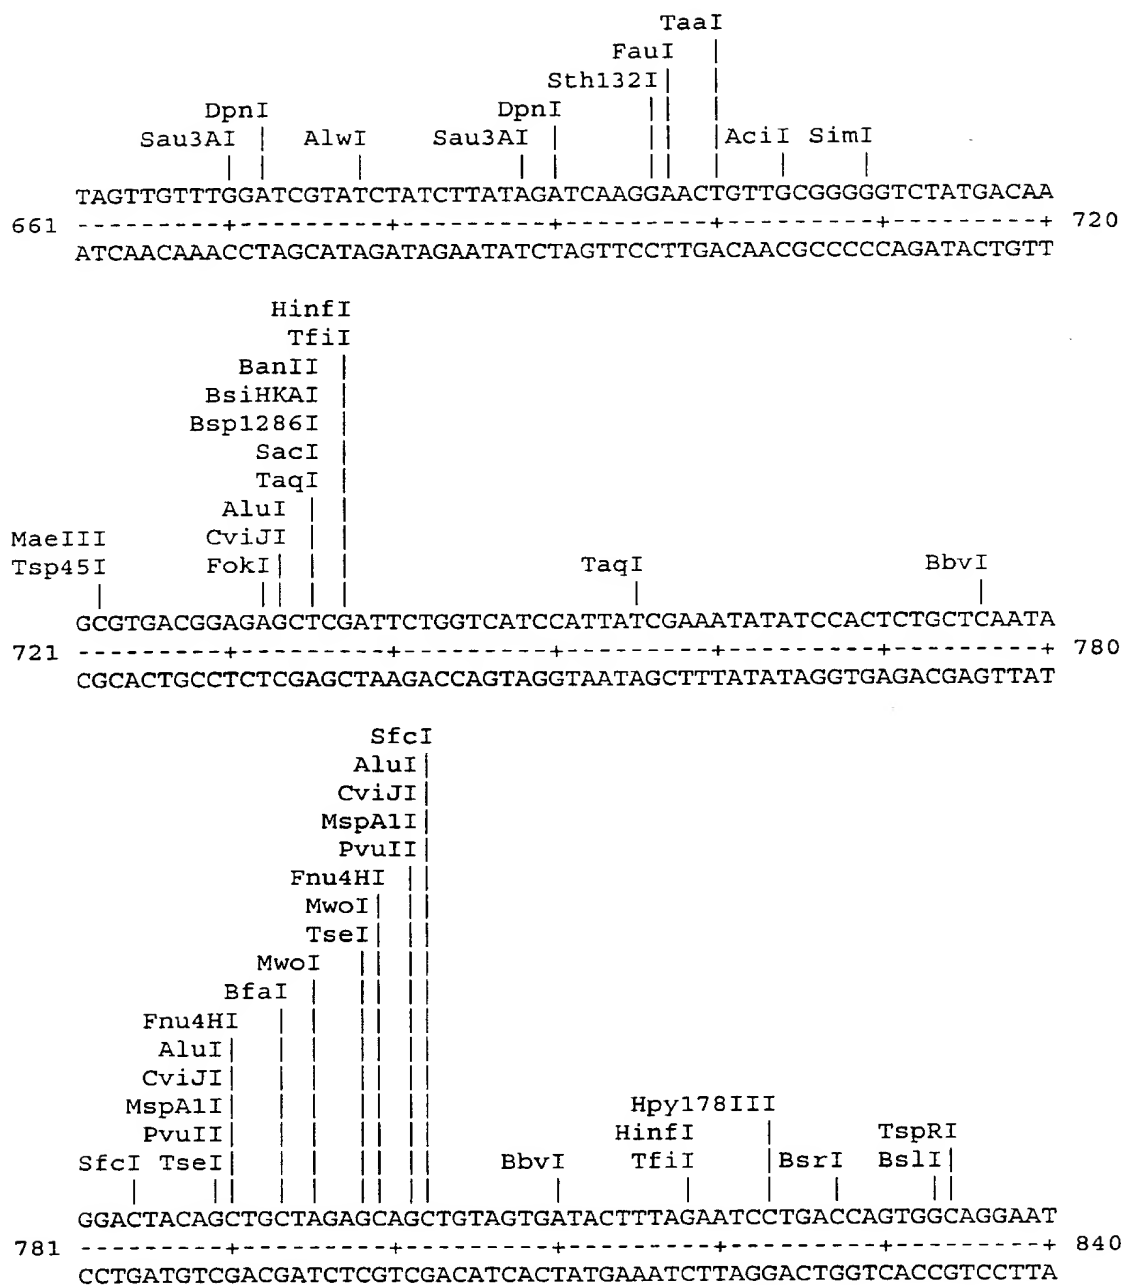 TaaI
FauI
Sth132I
DpnI DpnI
Sau3AI AlwI Sau3AI AciI SimI
TAGTTGTTTGGATCGTATCTATCTTATAGATCAAGGAACTGTTGCGGGGGTCTATGACAA
661 ---------+---------+---------+---------+---------+---------+ 720
ATCAACAAACCTAGCATAGATAGAATATCTAGTTCCTTGACAACGCCCCCAGATACTGTT
HinfI
TfiI
BanII
BsiHKAI
Bsp1286I
SacI
TaqI
AluI
MaeIII CviJI
Tsp45I FokI TaqI BbvI
GCGTGACGGAGAGCTCGATTCTGGTCATCCATTATCGAAATATATCCACTCTGCTCAATA
721 ---------+---------+---------+---------+---------+---------+ 780
CGCACTGCCTCTCGAGCTAAGACCAGTAGGTAATAGCTTTATATAGGTGAGACGAGTTAT
SfcI
AluI
CviJI
MspA1I
PvuII
Fnu4HI
MwoI
TseI
MwoI
BfaI
Fnu4HI
AluI
CviJI
MspA1I Hpy178III
PvuII HinfI TspRI
SfcI TseI BbvI TfiI BsrI BslI
GGACTACAGCTGCTAGAGCAGCTGTAGTGATACTTTAGAATCCTGACCAGTGGCAGGAAT
781 ---------+---------+---------+---------+---------+---------+ 840
CCTGATGTCGACGATCTCGTCGACATCACTATGAAATCTTAGGACTGGTCACCGTCCTTA